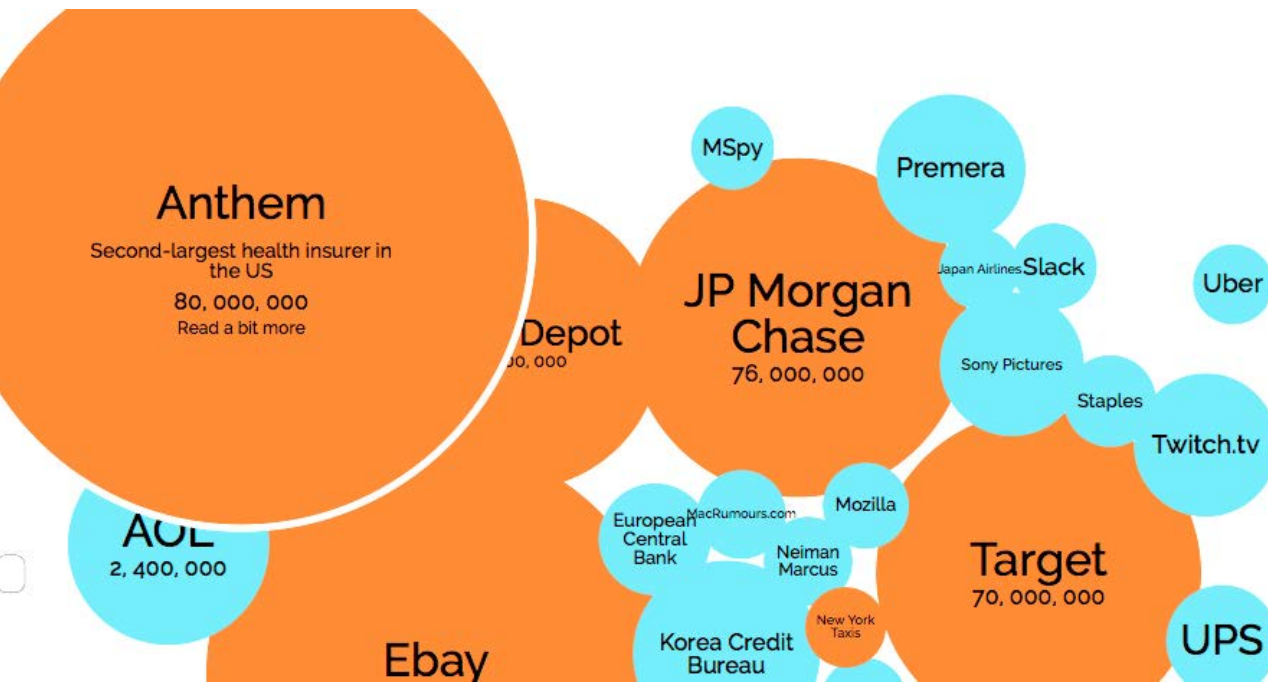 Anthem
Second-largest health insurer in
the US
80, 000, 000
Read a bit more
Depot
00, 000
MSpy
Premera
JP Morgan
Chase
76, 000, 000
Japan Airlines
Slack
Uber
Sony Pictures
Staples
Twitch.tv
AOL
2, 400, 000
European
Central
Bank
MacRumours.com
Mozilla
Neiman
Marcus
Target
70, 000, 000
New York
Taxis
Korea Credit
Bureau
Ebay
UPS